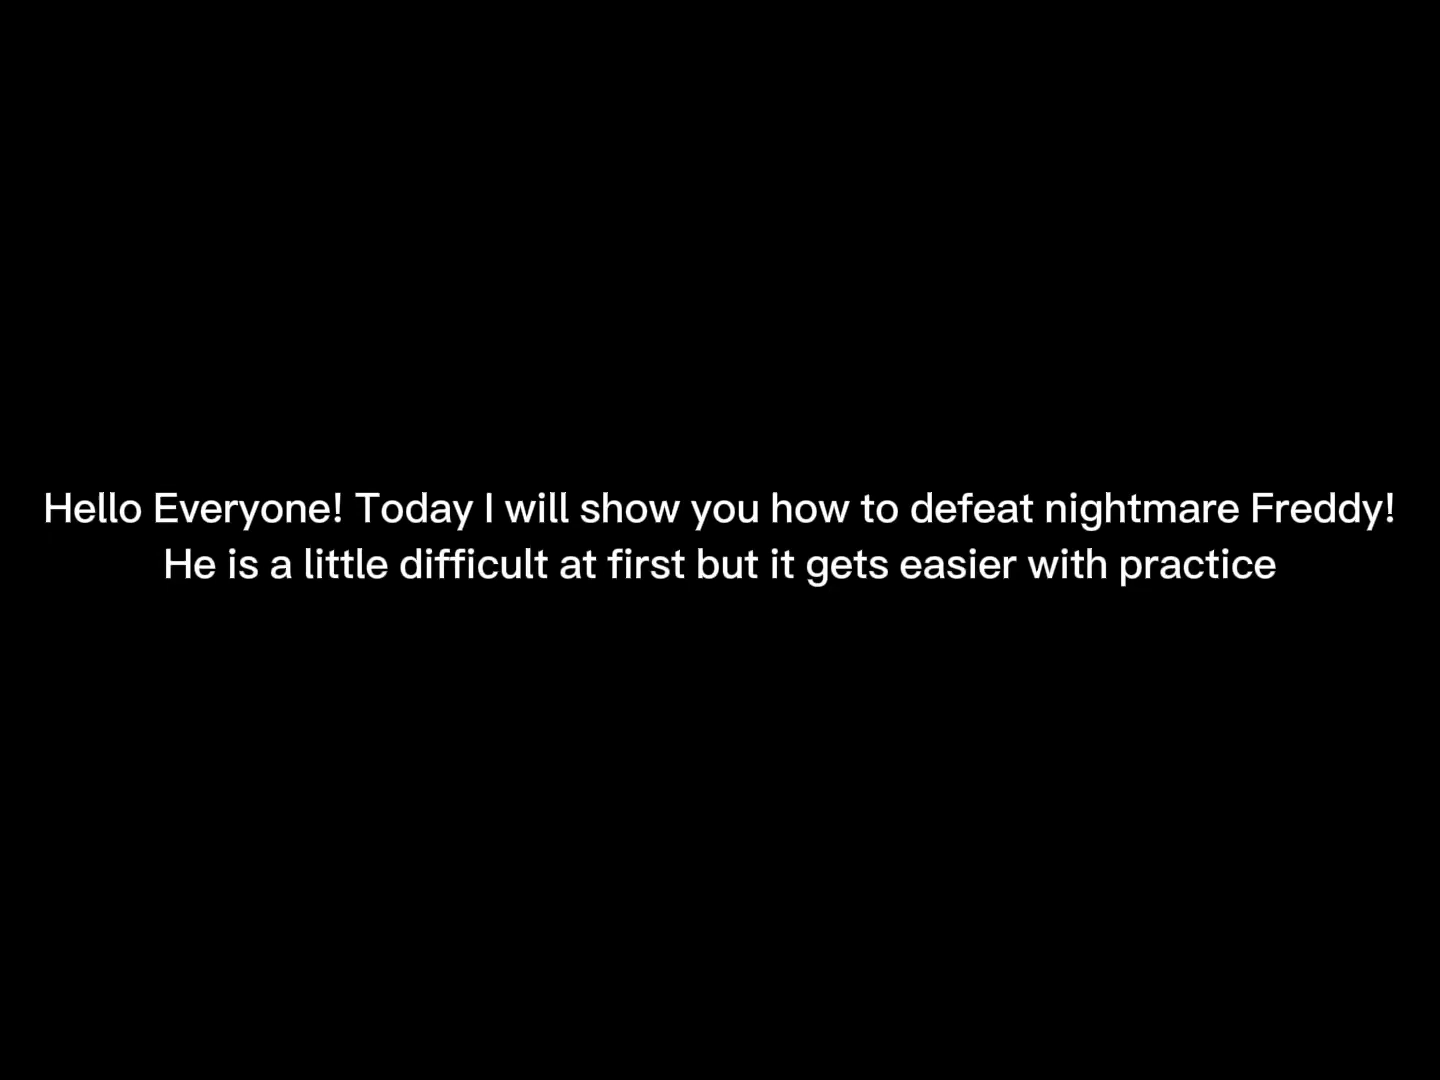 Hello Everyone! Today I will show you how to defeat nightmare Freddy!
He is a little difficult at first but it gets easier with practice